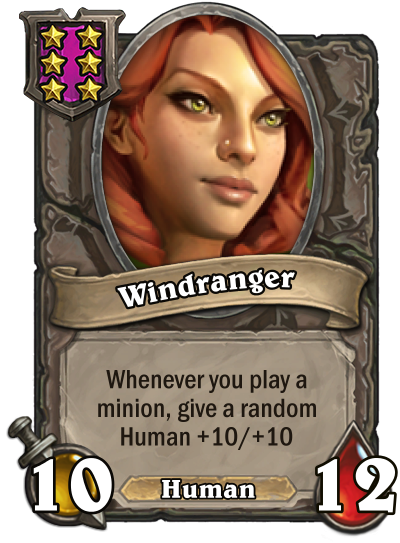 Windranger
Whenever you play a
minion, give a random
Human +10/+10
10
Human
12